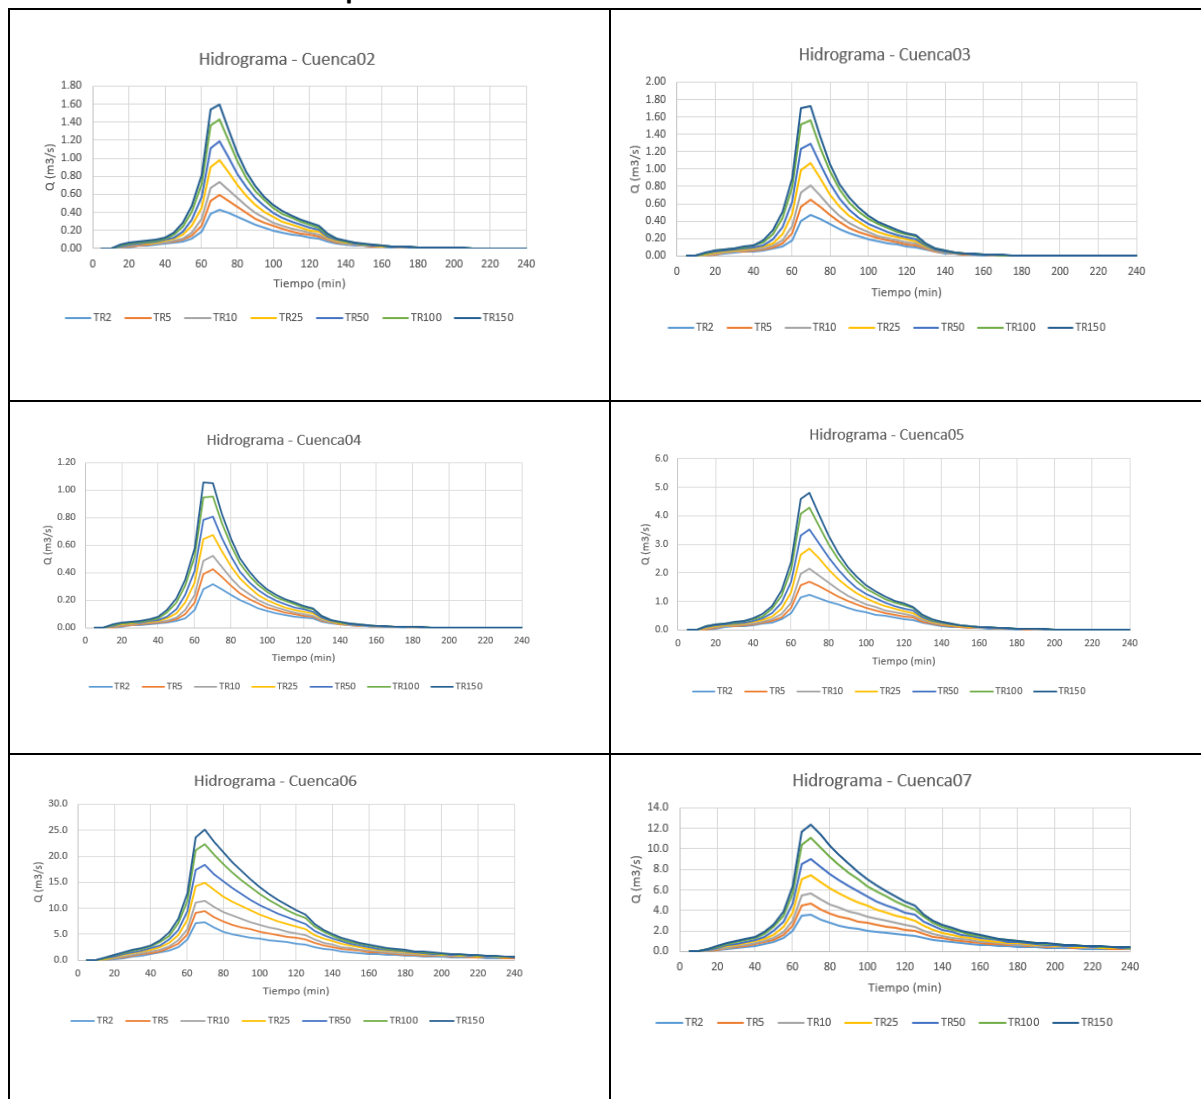 Hidrograma - Cuenca02
1.80
1.60
1.40
1.20
1.00
0.80
0.60
0.40
0.20
0.00
Q (m3/s)
0 20 40 60 80 100 120 140 160 180 200 220 240
Tiempo (min)
TR2 TR5 TR10 TR25 TR50 TR100 TR150
Hidrograma - Cuenca03
2.00
1.80
1.60
1.40
1.20
1.00
0.80
0.60
0.40
0.20
0.00
Q (m3/s)
0 20 40 60 80 100 120 140 160 180 200 220 240
Tiempo (min)
TR2 TR5 TR10 TR25 TR50 TR100 TR150
Hidrograma - Cuenca04
1.20
1.00
0.80
0.60
0.40
0.20
0.00
Q (m3/s)
0 20 40 60 80 100 120 140 160 180 200 220 240
Tiempo (min)
TR2 TR5 TR10 TR25 TR50 TR100 TR150
Hidrograma - Cuenca05
6.0
5.0
4.0
3.0
2.0
1.0
0.0
Q (m3/s)
0 20 40 60 80 100 120 140 160 180 200 220 240
Tiempo (min)
TR2 TR5 TR10 TR25 TR50 TR100 TR150
Hidrograma - Cuenca06
30.0
25.0
20.0
15.0
10.0
5.0
0.0
Q (m3/s)
0 20 40 60 80 100 120 140 160 180 200 220 240
Tiempo (min)
TR2 TR5 TR10 TR25 TR50 TR100 TR150
Hidrograma - Cuenca07
14.0
12.0
10.0
8.0
6.0
4.0
2.0
0.0
Q (m3/s)
0 20 40 60 80 100 120 140 160 180 200 220 240
Tiempo (min)
TR2 TR5 TR10 TR25 TR50 TR100 TR150